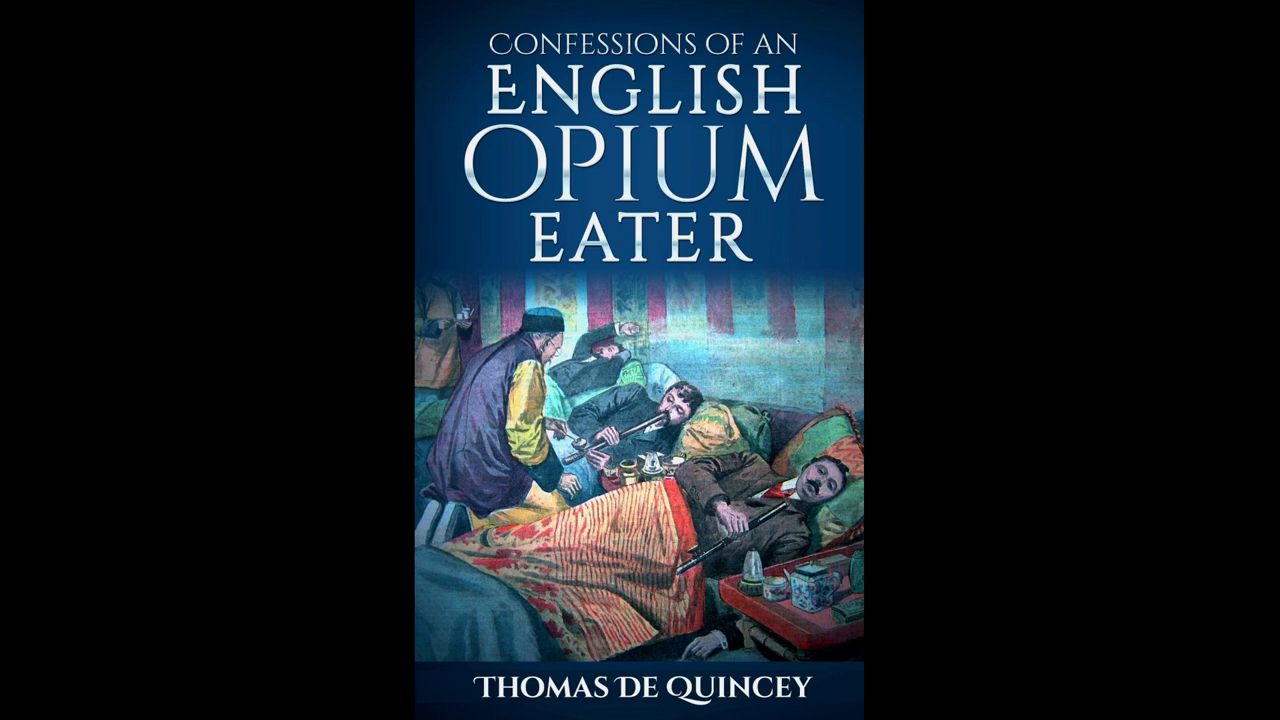 CONFESSIONS OF AN
ENGLISH
OPIUM
EATER
THOMAS DE QUINCEY